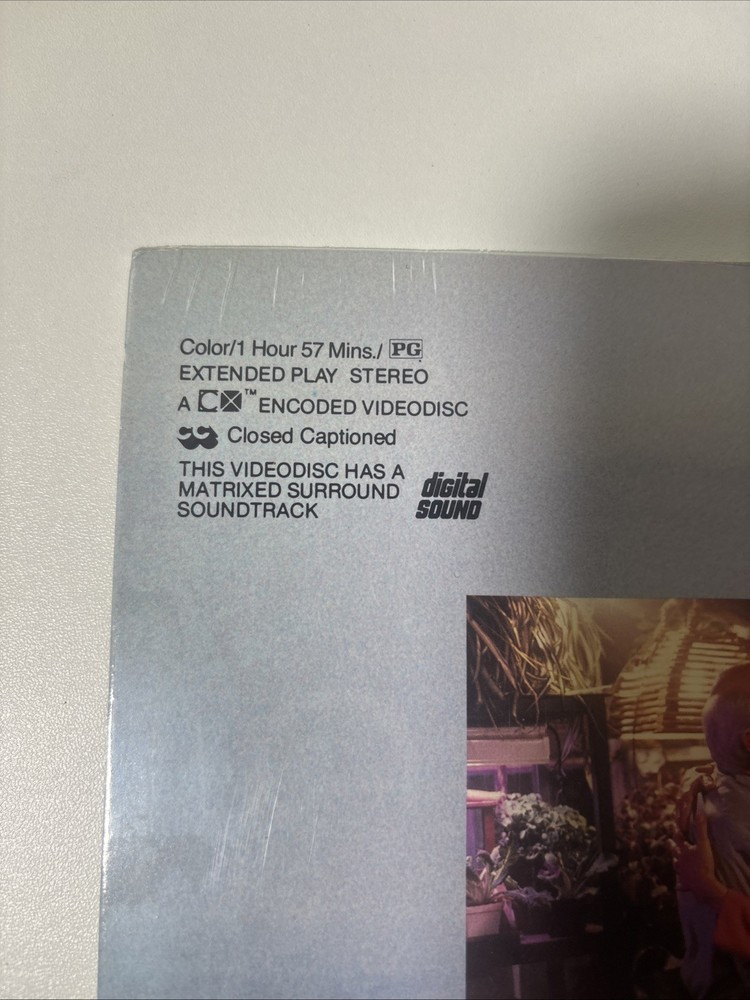 Color/1 Hour 57 Mins./ PG
EXTENDED PLAY STEREO
A CX™ ENCODED VIDEODISC
Closed Captioned
THIS VIDEODISC HAS A
MATRIXED SURROUND
SOUNDTRACK
digital
SOUND